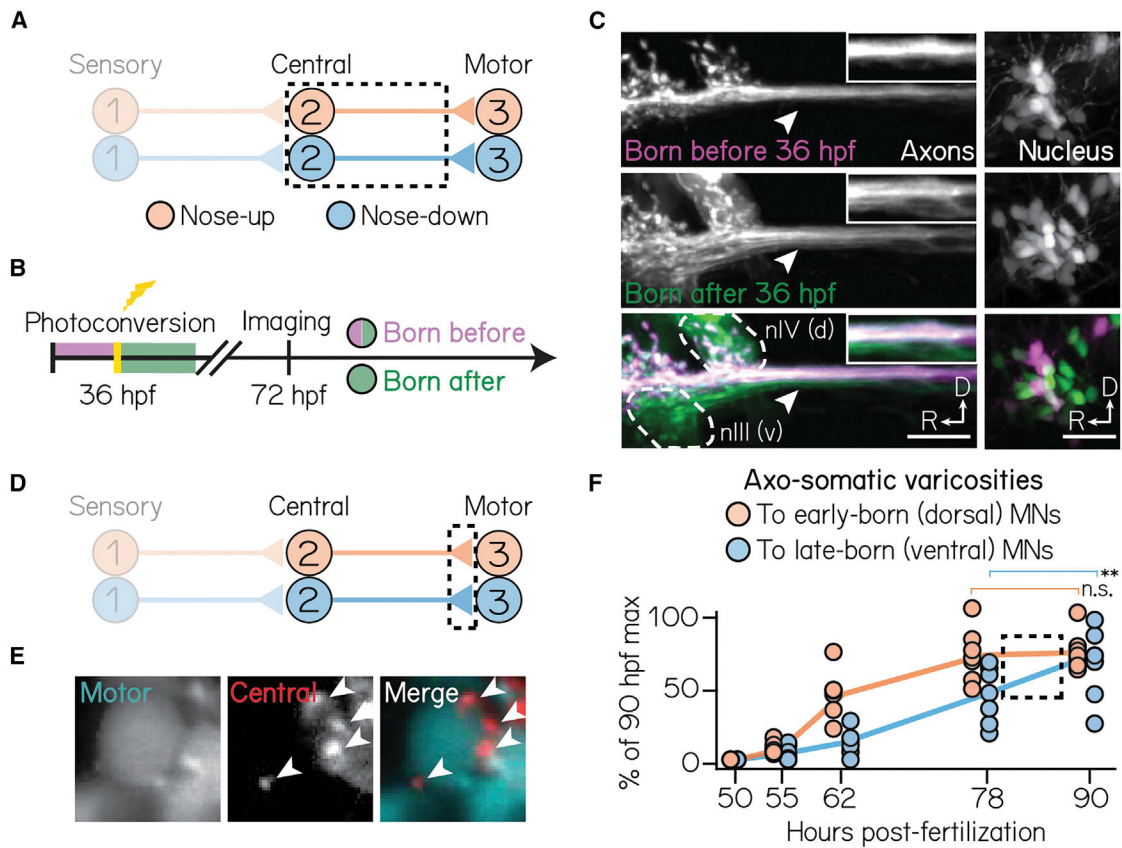 A
Sensory
Central
Motor
1
2
3
1
2
3
Nose-up
Nose-down
B
Photoconversion
Imaging
Born before
Born after
36 hpf
72 hpf
C
Born before 36 hpf
Axons
Nucleus
Born after 36 hpf
nIV (d)
nIII (v)
D
R
D
R
D
Sensory
Central
Motor
1
2
3
1
2
3
E
Motor
Central
Merge
F
Axo-somatic varicosities
To early-born (dorsal) MNs
To late-born (ventral) MNs
**
n.s.
% of 90 hpf max
100
50
0
50
55
62
78
90
Hours post-fertilization